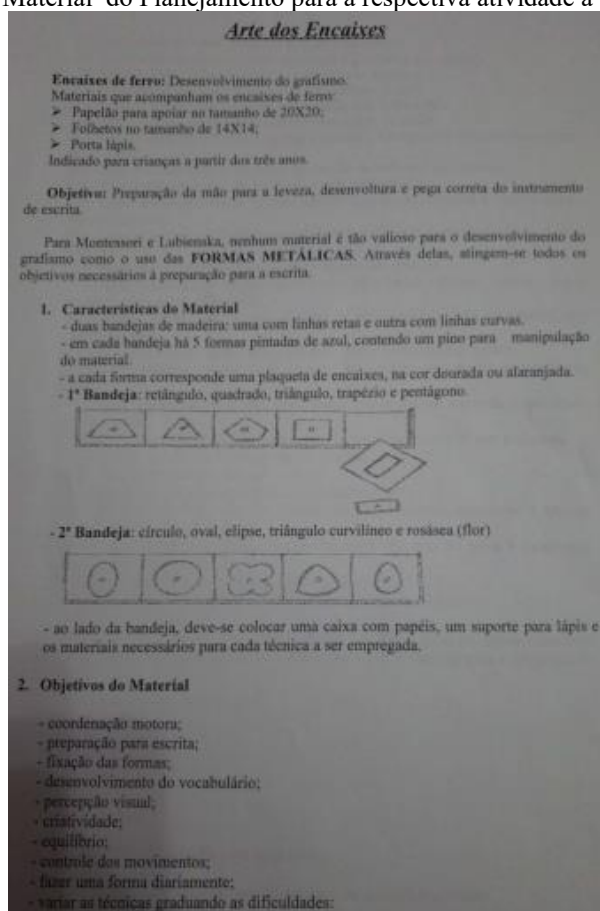 Material do Planejamento para a respectiva atividade a
Arte dos Encaixes
Encaixes de ferro: Desenvolvimento do grafismo.
Materiais que acompanham os encaixes de ferro:
➢ Papelão para apoiar no tamanho de 20X20;
➢ Folhetos no tamanho de 14X14;
➢ Porta lápis.
Indicado para crianças a partir dos três anos.
Objetivo: Preparação da mão para a leveza, desenvoltura e pega correta do instrumento
de escrita.
Para Montessori e Lubienska, nenhum material é tão valioso para o desenvolvimento do
grafismo como o uso das FORMAS METÁLICAS. Através delas, atingem-se todos os
objetivos necessários à preparação para a escrita.
1. Características do Material
- duas bandejas de madeira: uma com linhas retas e outra com linhas curvas.
- em cada bandeja há 5 formas pintadas de azul, contendo um pino para manipulação
do material.
- a cada forma corresponde uma plaqueta de encaixes, na cor dourada ou alaranjada.
- 1ª Bandeja: retângulo, quadrado, triângulo, trapézio e pentágono.
- 2ª Bandeja: círculo, oval, elipse, triângulo curvilíneo e rosásea (flor)
- ao lado da bandeja, deve-se colocar uma caixa com papéis, um suporte para lápis e
os materiais necessários para cada técnica a ser empregada.
2. Objetivos do Material
- coordenação motora;
- preparação para escrita;
- fixação das formas;
- desenvolvimento do vocabulário;
- percepção visual;
- criatividade;
- equilíbrio;
- controle dos movimentos;
- fazer uma forma diariamente;
- variar as técnicas graduando as dificuldades: